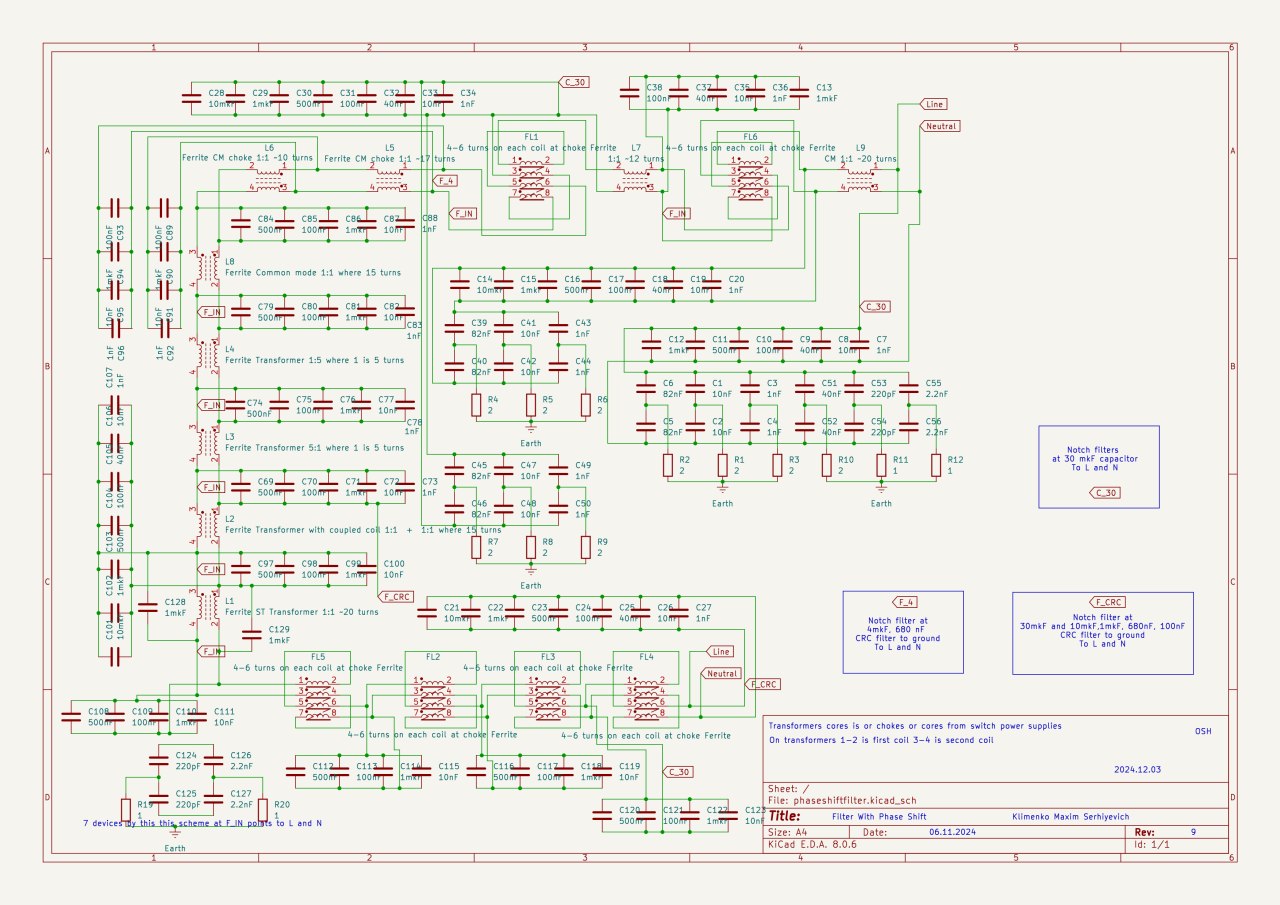 1 2 3 4 5 6
A
C28 10mkF
C29 1mkF
C30 500nF
C31 100nF
C32 40nF
C33 10nF
C34 1nF
C_30
C38 100nF
C37 40nF
C35 10nF
C36 1nF
C13 1mkF
Line
Neutral
L6
Ferrite CM choke 1:1 ~10 turns
L5
Ferrite CM choke 1:1 ~17 turns
FL1
4-6 turns on each coil at choke Ferrite
L7
1:1 ~12 turns
FL6
4-6 turns on each coil at choke Ferrite
L9
CM 1:1 ~20 turns
F_4
F_IN
F_IN
C93 100nF
C89 100nF
C94 1mkF
C90 1mkF
C95 10nF
C91 10nF
C96 1nF
C92 1nF
C84 500nF
C85 100nF
C86 1mkF
C87 10nF
C88 1nF
L8
Ferrite Common mode 1:1 where 15 turns
F_IN
C79 500nF
C80 100nF
C81 1mkF
C82 10nF
C83 1nF
C14 10mkF
C15 1mkF
C16 500nF
C17 100nF
C18 40nF
C19 10nF
C20 1nF
C_30
B
L4
Ferrite Transformer 1:5 where 1 is 5 turns
C39 82nF
C41 10nF
C43 1nF
C40 82nF
C42 10nF
C44 1nF
R4 2
R5 2
R6 2
Earth
C12 1mkF
C11 500nF
C10 100nF
C9 40nF
C8 10nF
C7 1nF
C6 82nF
C1 10nF
C3 1nF
C51 40nF
C53 220pF
C55 2.2nF
C5 82nF
C2 10nF
C4 1nF
C52 40nF
C54 220pF
C56 2.2nF
R2 2
R1 2
R3 2
R10 2
R11 1
R12 1
Earth
Earth
Notch filters
at 30 mkF capacitor
To L and N
C_30
C107 1nF
C106 10nF
C105 40nF
C104 100nF
C103 500nF
C102 1mkF
C101 10mkF
F_IN
C74 500nF
C75 100nF
C76 1mkF
C77 10nF
C78 1nF
L3
Ferrite Transformer 5:1 where 1 is 5 turns
F_IN
C69 500nF
C70 100nF
C71 1mkF
C72 10nF
C73 1nF
C45 82nF
C47 10nF
C49 1nF
C46 82nF
C48 10nF
C50 1nF
R7 2
R8 2
R9 2
Earth
L2
Ferrite Transformer with coupled coil 1:1 + 1:1 where 15 turns
C
F_IN
C97 500nF
C98 100nF
C99 1mkF
C100 10nF
F_CRC
C128 1mkF
L1
Ferrite ST Transformer 1:1 ~20 turns
C129 1mkF
F_IN
C21 10mkF
C22 1mkF
C23 500nF
C24 100nF
C25 40nF
C26 10nF
C27 1nF
F_4
Notch filter at
4mkF, 680 nF
CRC filter to ground
To L and N
F_CRC
Notch filter at
30mkF and 10mkF,1mkF, 680nF, 100nF
CRC filter to ground
To L and N
Line
Neutral
F_CRC
FL5
4-6 turns on each coil at choke Ferrite
FL2
FL3
4-6 turns on each coil at choke Ferrite
FL4
4-6 turns on each coil at choke Ferrite
4-6 turns on each coil at choke Ferrite
C108 500nF
C109 100nF
C110 1mkF
C111 10nF
C124 220pF
C126 2.2nF
C125 220pF
C127 2.2nF
R19 1
R20 1
7 devices by this this scheme at F_IN points to L and N
Earth
C112 500nF
C113 100nF
C114 1mkF
C115 10nF
C116 500nF
C117 100nF
C118 1mkF
C119 10nF
C_30
C120 500nF
C121 100nF
C122 1mkF
C123 10nF
D
Transformers cores is or chokes or cores from switch power supplies
OSH
On transformers 1-2 is first coil 3-4 is second coil
2024.12.03
Sheet: /
File: phaseshiftfilter.kicad_sch
Title: Filter With Phase Shift Klimenko Maxim Serhiyevich
Size: A4 Date: 06.11.2024 Rev: 9
KiCad E.D.A. 8.0.6 Id: 1/1
1 2 3 4 5 6